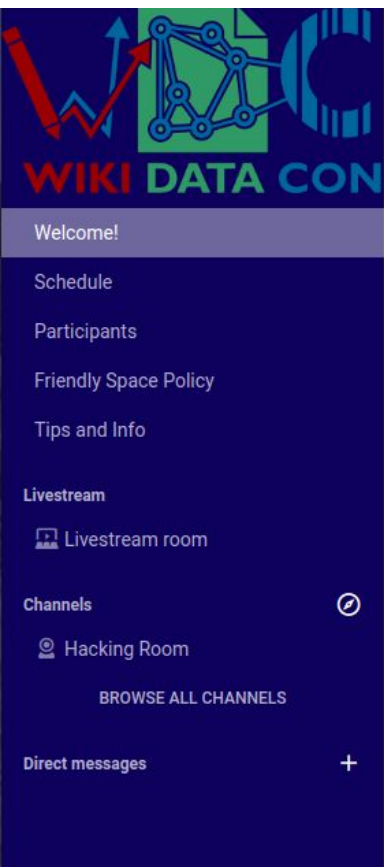 WIKI DATA CON
Welcome!
Schedule
Participants
Friendly Space Policy
Tips and Info
Livestream
Livestream room
Channels
Hacking Room
BROWSE ALL CHANNELS
Direct messages